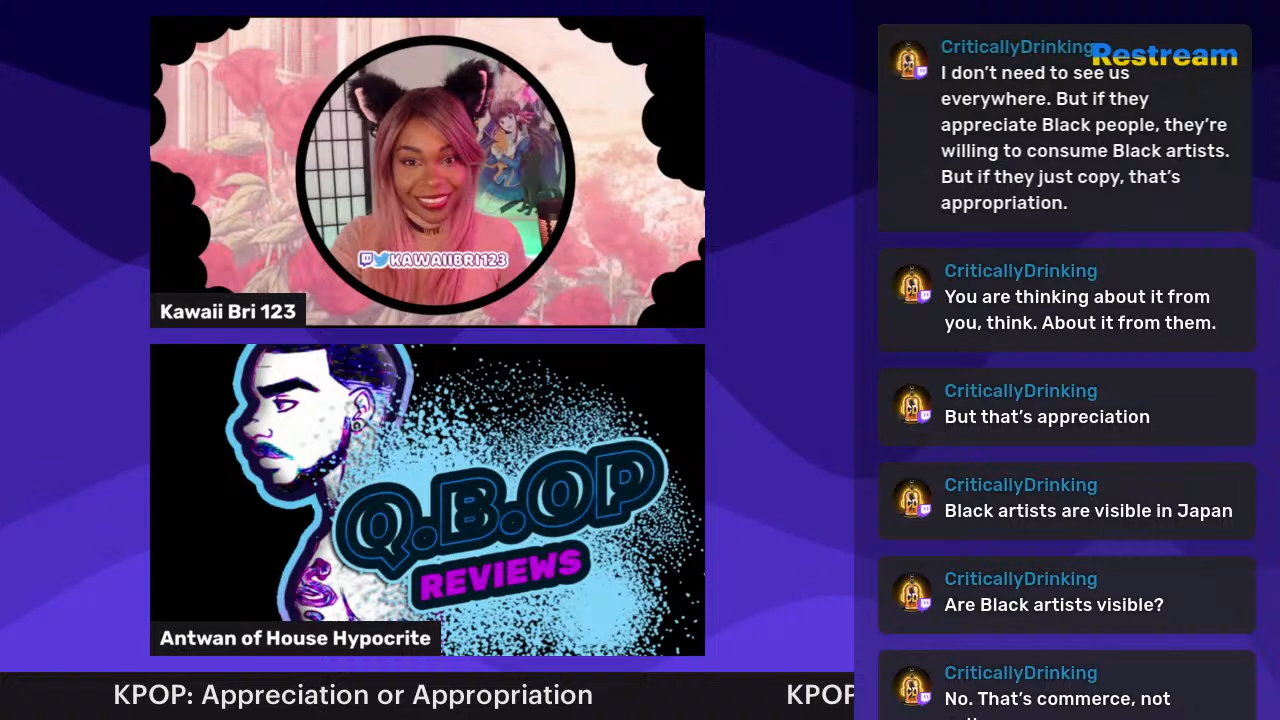 KAWAIIBRI123
Kawaii Bri 123
Q.B.OP
REVIEWS
Antwan of House Hypocrite
KPOP: Appreciation or Appropriation
KPOP
Restream
CriticallyDrinking
I don’t need to see us
everywhere. But if they
appreciate Black people, they’re
willing to consume Black artists.
But if they just copy, that’s
appropriation.
CriticallyDrinking
You are thinking about it from
you, think. About it from them.
CriticallyDrinking
But that’s appreciation
CriticallyDrinking
Black artists are visible in Japan
CriticallyDrinking
Are Black artists visible?
CriticallyDrinking
No. That’s commerce, not